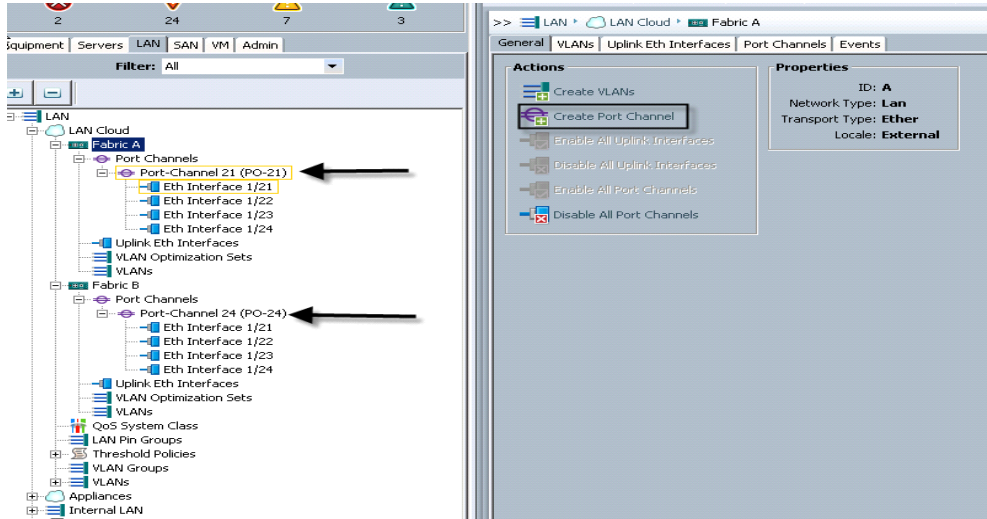 2 24 7 3
Equipment Servers LAN SAN VM Admin
Filter: All
LAN
LAN Cloud
Fabric A
Port Channels
Port-Channel 21 (PO-21)
Eth Interface 1/21
Eth Interface 1/22
Eth Interface 1/23
Eth Interface 1/24
Uplink Eth Interfaces
VLAN Optimization Sets
VLANs
Fabric B
Port Channels
Port-Channel 24 (PO-24)
Eth Interface 1/21
Eth Interface 1/22
Eth Interface 1/23
Eth Interface 1/24
Uplink Eth Interfaces
VLAN Optimization Sets
VLANs
QoS System Class
LAN Pin Groups
Threshold Policies
VLAN Groups
VLANs
Appliances
Internal LAN
>> LAN LAN Cloud Fabric A
General VLANs Uplink Eth Interfaces Port Channels Events
Actions
Create VLANs
Create Port Channel
Enable All Uplink Interfaces
Disable All Uplink Interfaces
Enable All Port Channels
Disable All Port Channels
Properties
ID: A
Network Type: Lan
Transport Type: Ether
Locale: External